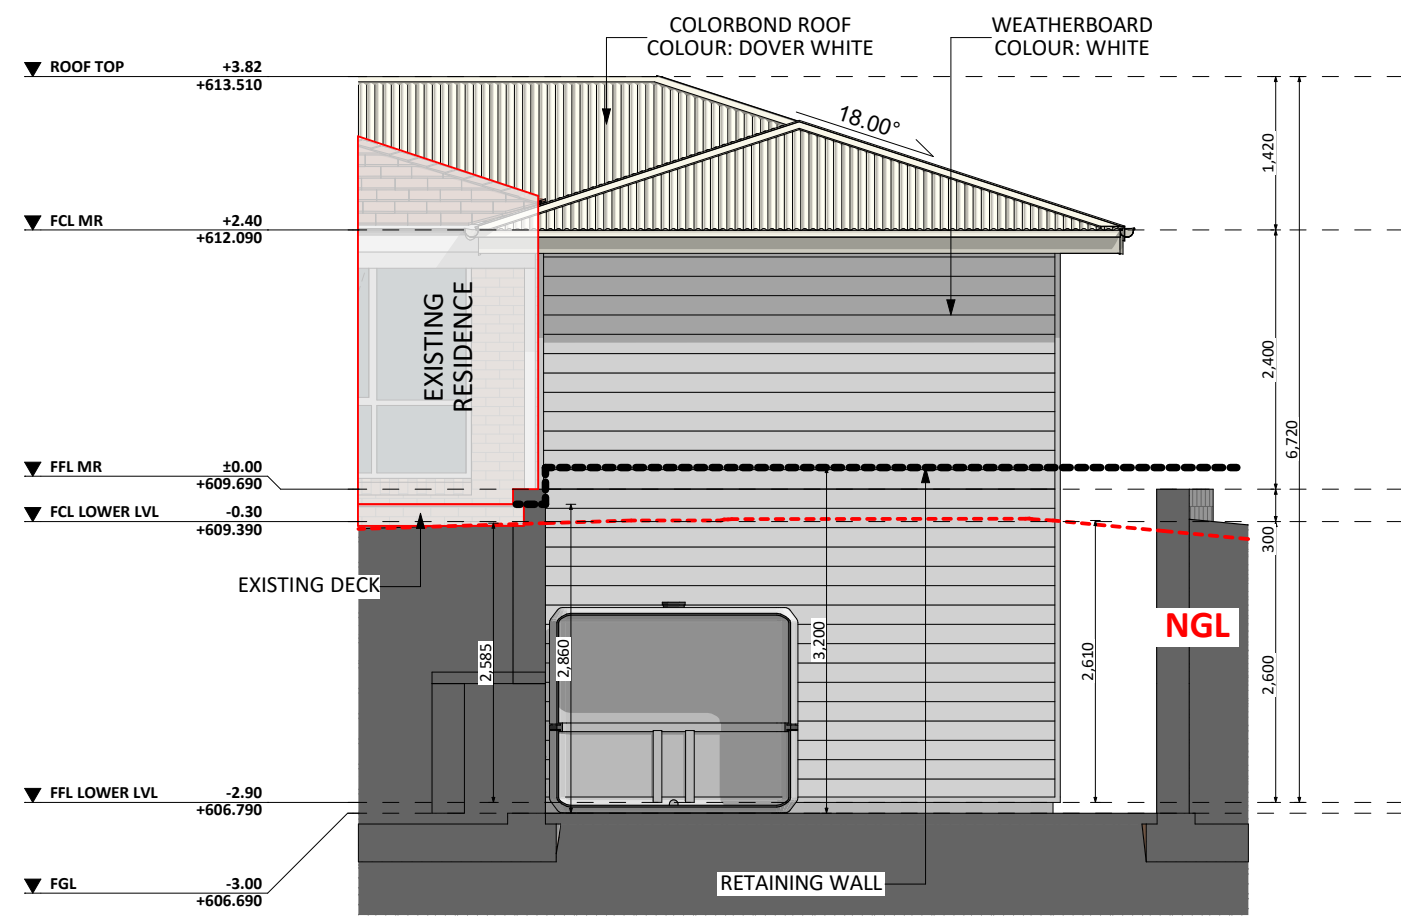 COLORBOND ROOF
COLOUR: DOVER WHITE
WEATHERBOARD
COLOUR: WHITE
ROOF TOP +3.82
+613.510
18.00°
1,420
FCL MR +2.40
+612.090
EXISTING
RESIDENCE
2,400
6,720
FFL MR ±0.00
+609.690
FCL LOWER LVL -0.30
+609.390
300
EXISTING DECK
NGL
2,585
2,860
3,200
2,610
2,600
FFL LOWER LVL -2.90
+606.790
RETAINING WALL
FGL -3.00
+606.690